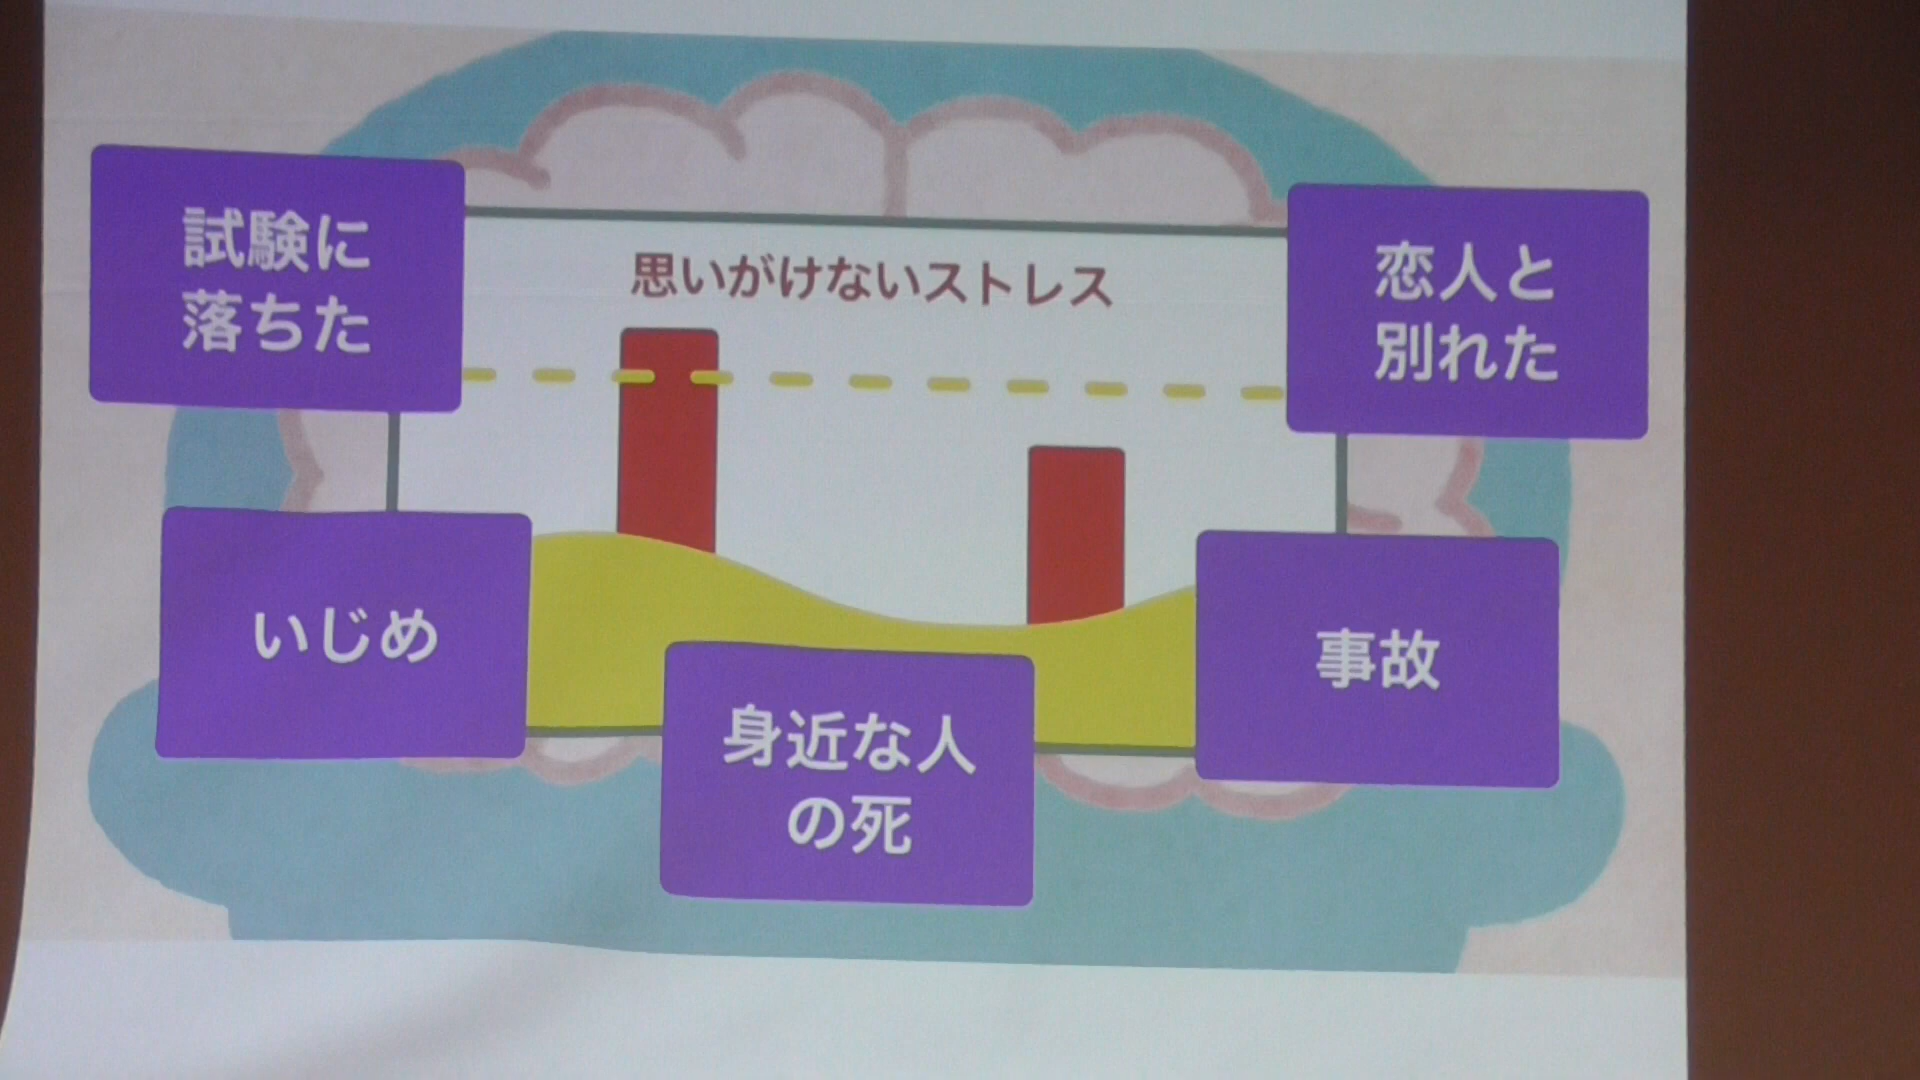 試験に
落ちた
思いがけないストレス
恋人と
別れた
いじめ
身近な人
の死
事故